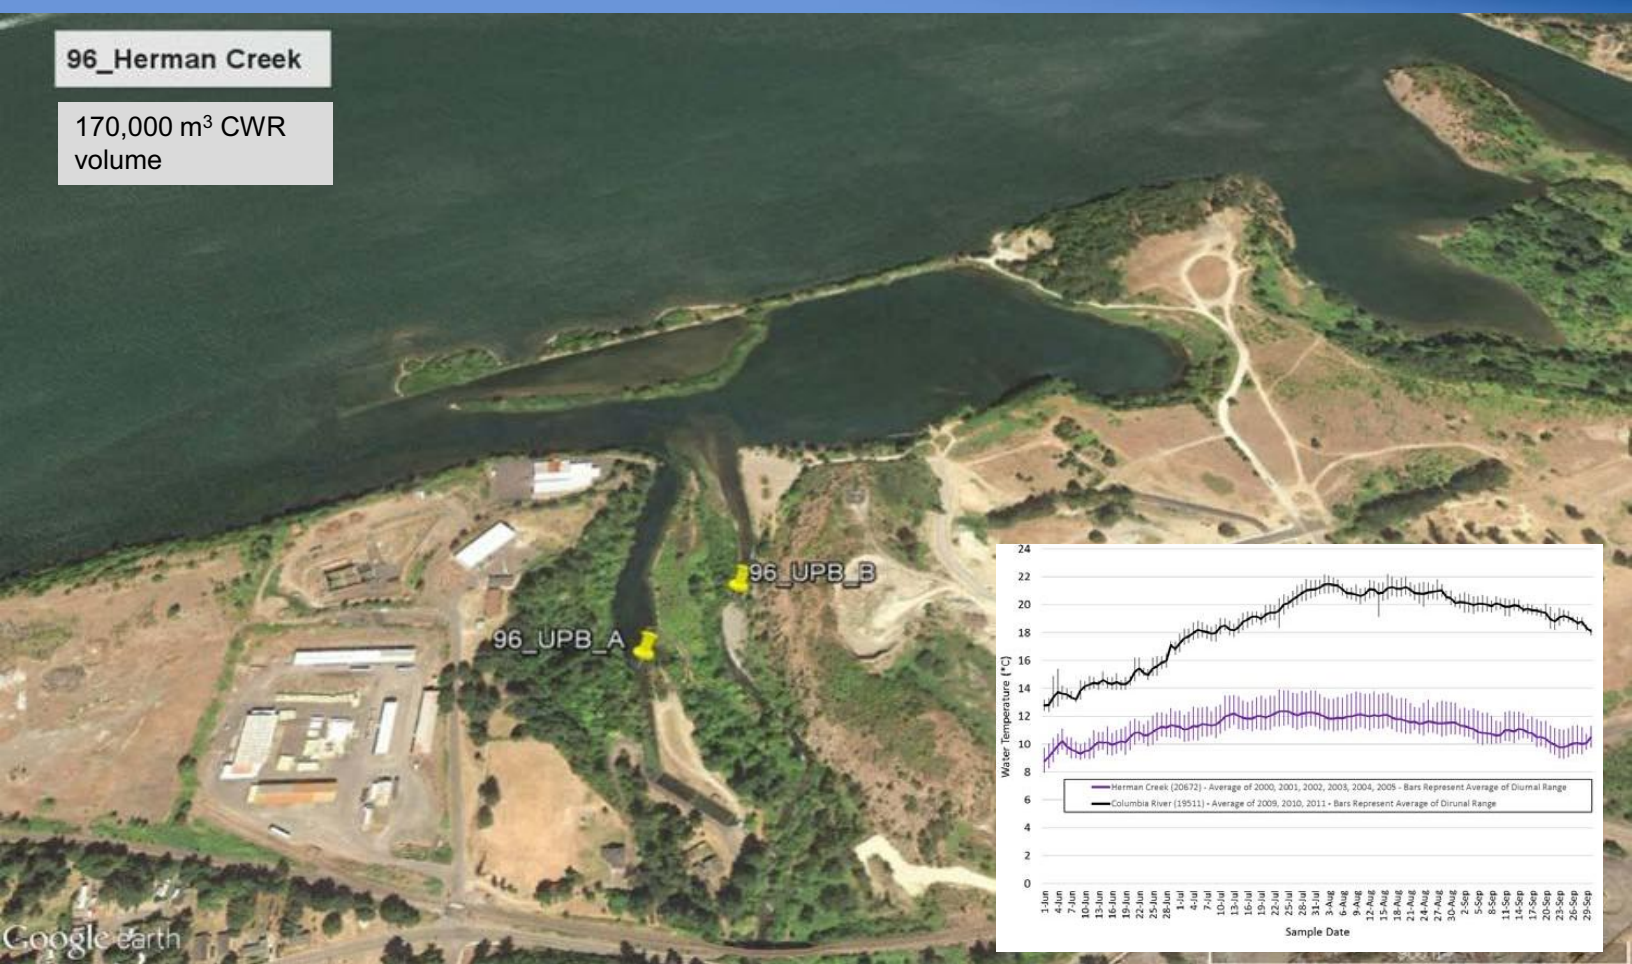 96_Herman Creek
170,000 m³ CWR
volume
96_UPB_B
96_UPB_A
24
22
20
18
16
14
12
10
8
6
4
2
0
Water Temperature (°C)
Herman Creek (20672) - Average of 2000, 2001, 2002, 2003, 2004, 2005 - Bars Represent Average of Diurnal Range
Columbia River (19511) - Average of 2009, 2010, 2011 - Bars Represent Average of Dirunal Range
1-Jun
4-Jun
7-Jun
10-Jun
13-Jun
16-Jun
19-Jun
22-Jun
25-Jun
28-Jun
1-Jul
4-Jul
7-Jul
10-Jul
13-Jul
16-Jul
19-Jul
22-Jul
25-Jul
28-Jul
31-Jul
3-Aug
6-Aug
9-Aug
12-Aug
15-Aug
18-Aug
21-Aug
24-Aug
27-Aug
30-Aug
2-Sep
5-Sep
8-Sep
11-Sep
14-Sep
17-Sep
20-Sep
23-Sep
26-Sep
29-Sep
Sample Date
Google earth